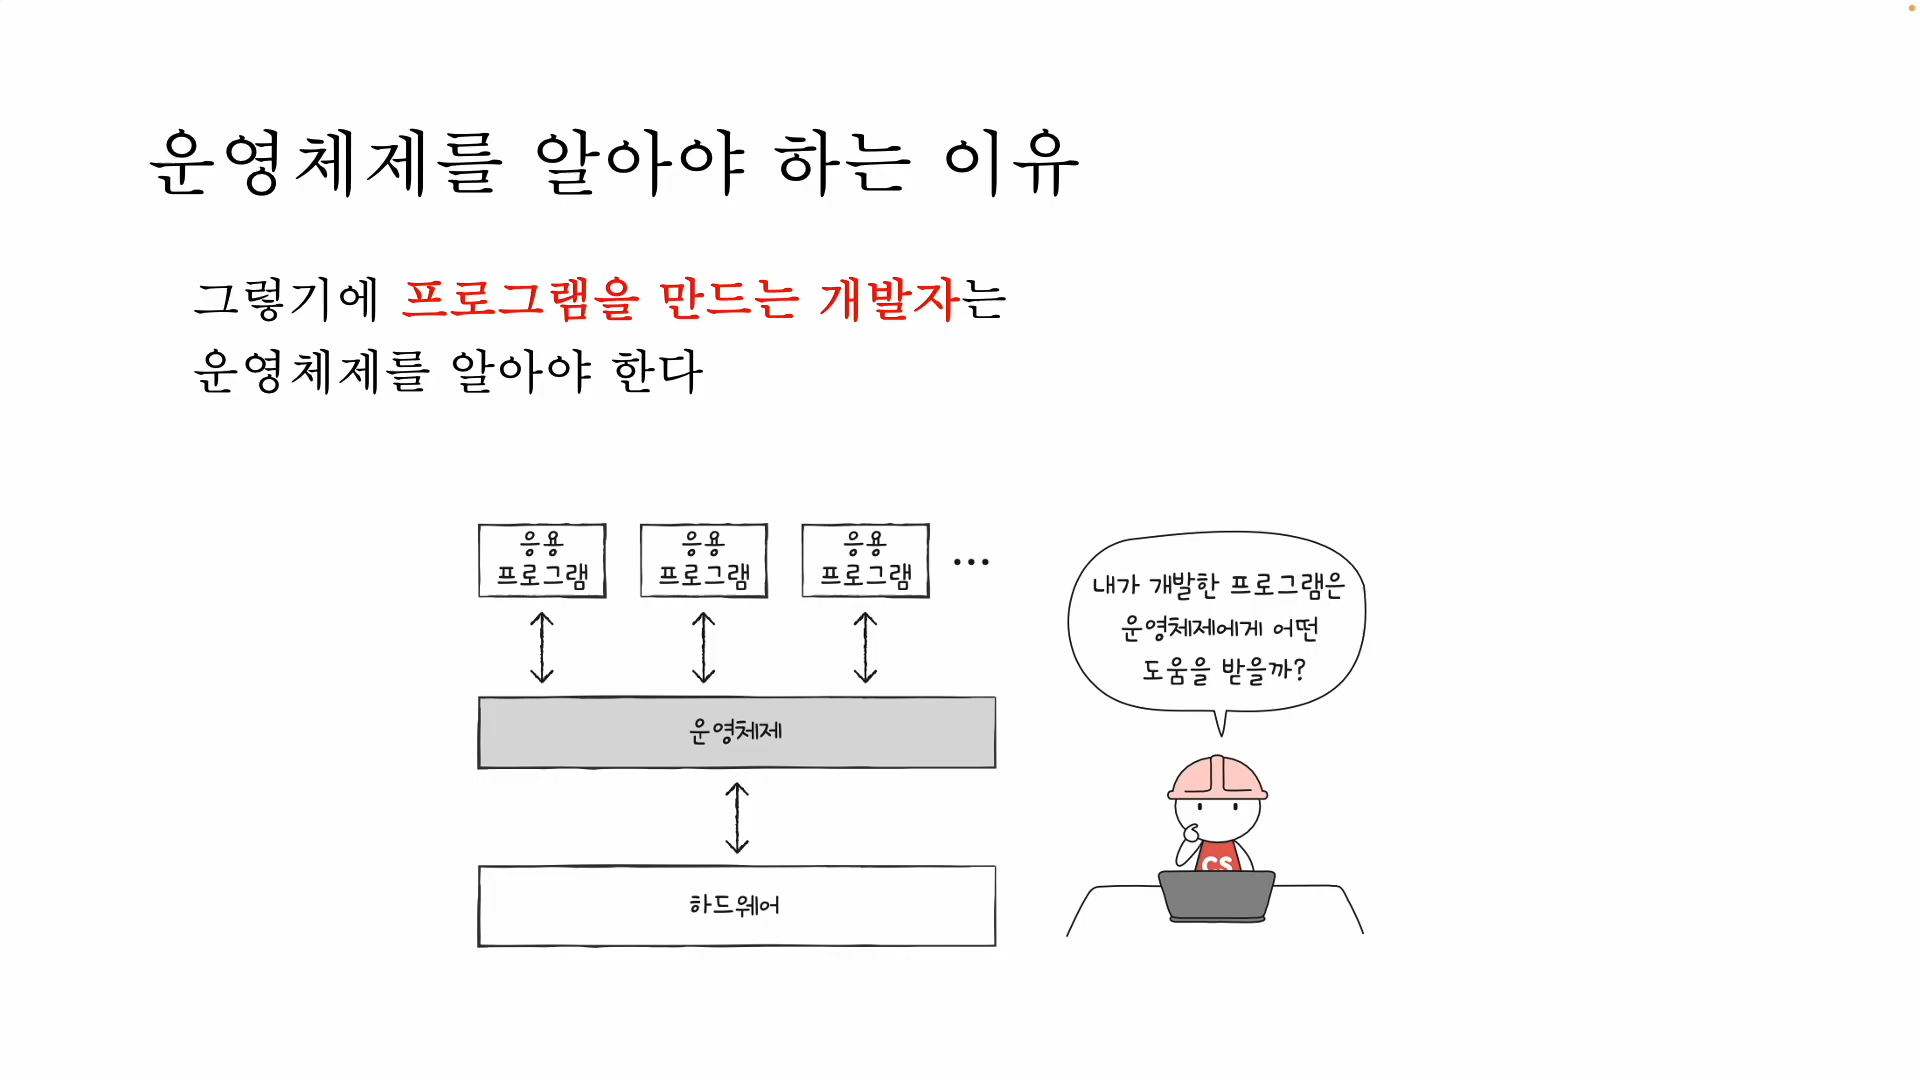 운영체제를 알아야 하는 이유
그렇기에 프로그램을 만드는 개발자는
운영체제를 알아야 한다
응용
프로그램
응용
프로그램
응용
프로그램
...
내가 개발한 프로그램은
운영체제에게 어떤
도움을 받을까?
운영체제
하드웨어
CS